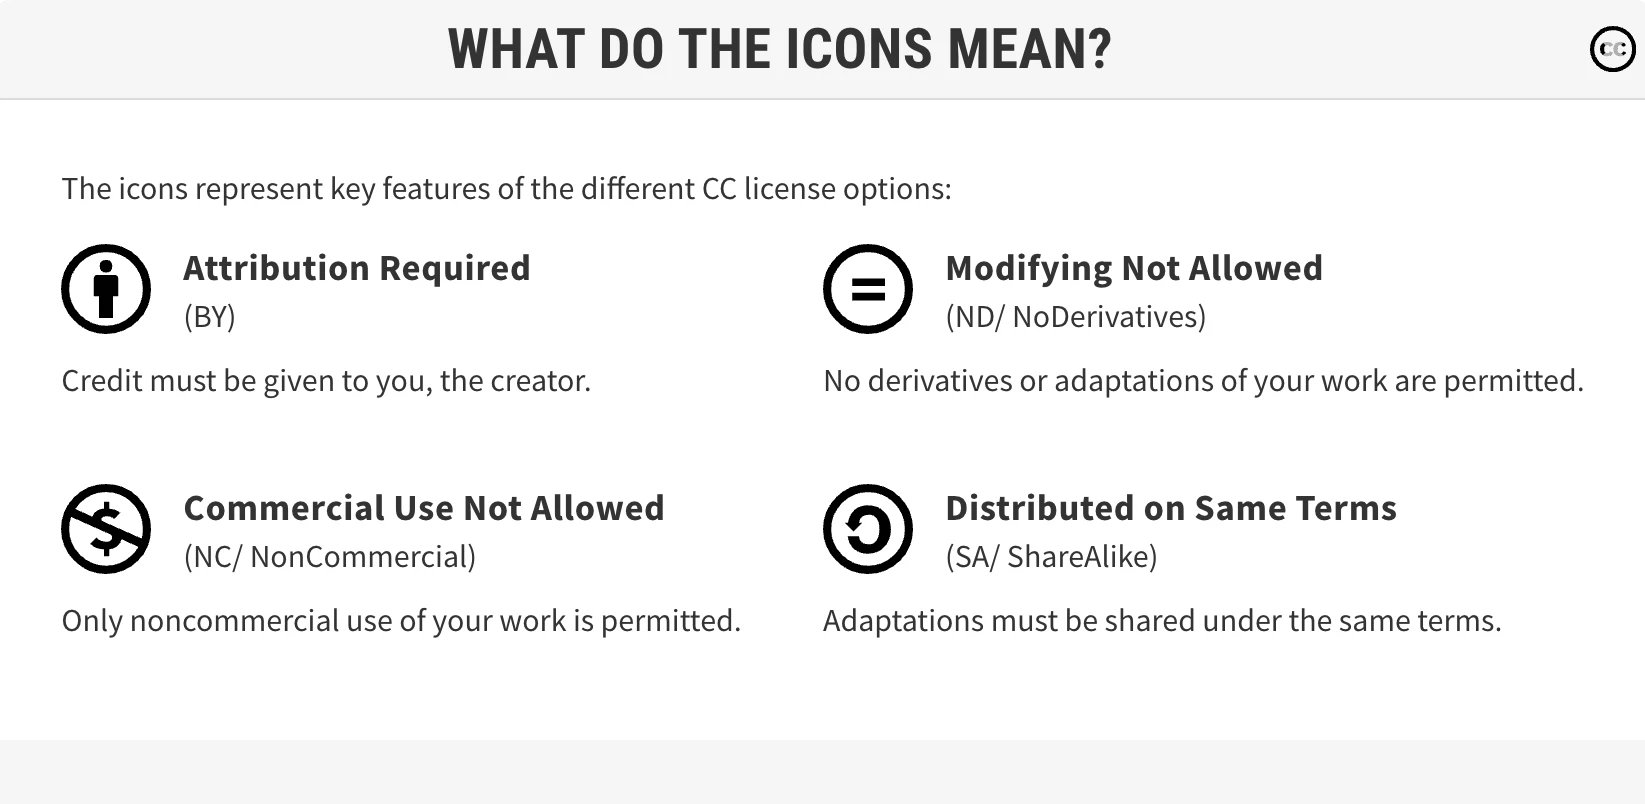 WHAT DO THE ICONS MEAN?
CC
The icons represent key features of the different CC license options:
Attribution Required
(BY)
Credit must be given to you, the creator.
Modifying Not Allowed
(ND/ NoDerivatives)
No derivatives or adaptations of your work are permitted.
Commercial Use Not Allowed
(NC/ NonCommercial)
Only noncommercial use of your work is permitted.
Distributed on Same Terms
(SA/ ShareAlike)
Adaptations must be shared under the same terms.